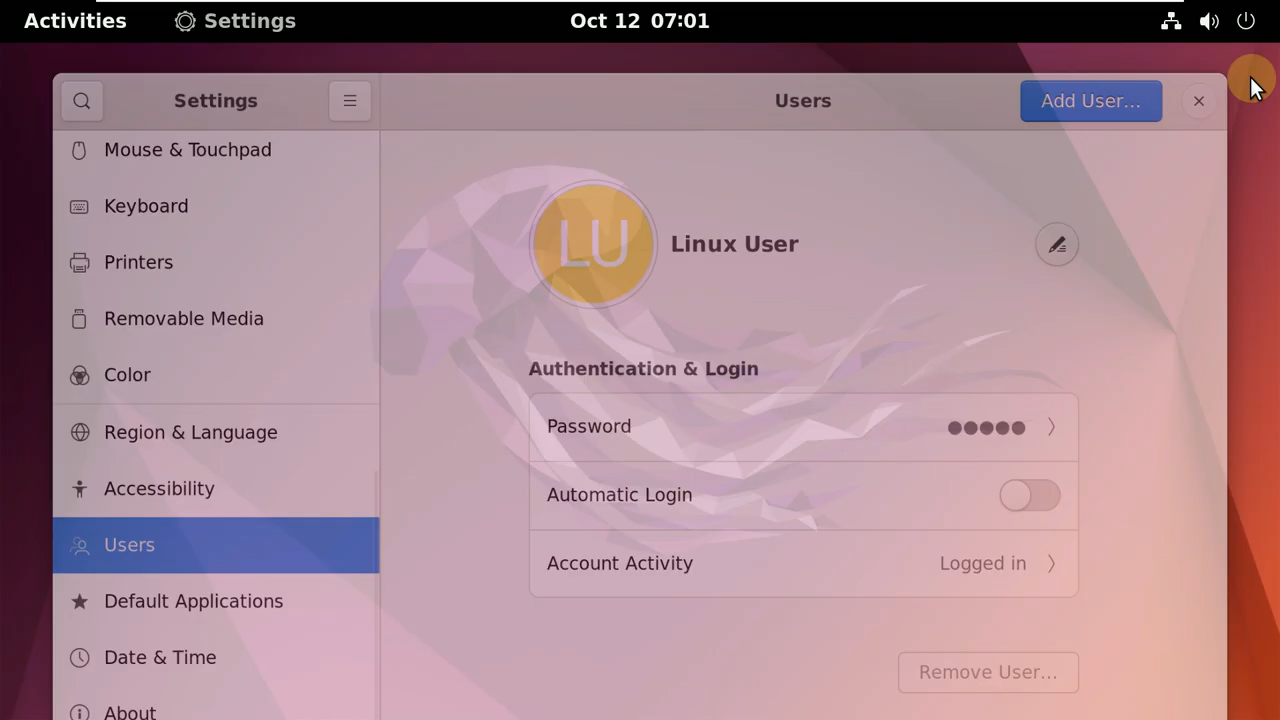 Activities Settings Oct 12 07:01
Settings Users Add User...
Mouse & Touchpad
Keyboard
Printers
Removable Media
Color
Region & Language
Accessibility
Users
Default Applications
Date & Time
About
LU Linux User
Authentication & Login
Password ●●●●●
Automatic Login
Account Activity Logged in
Remove User...